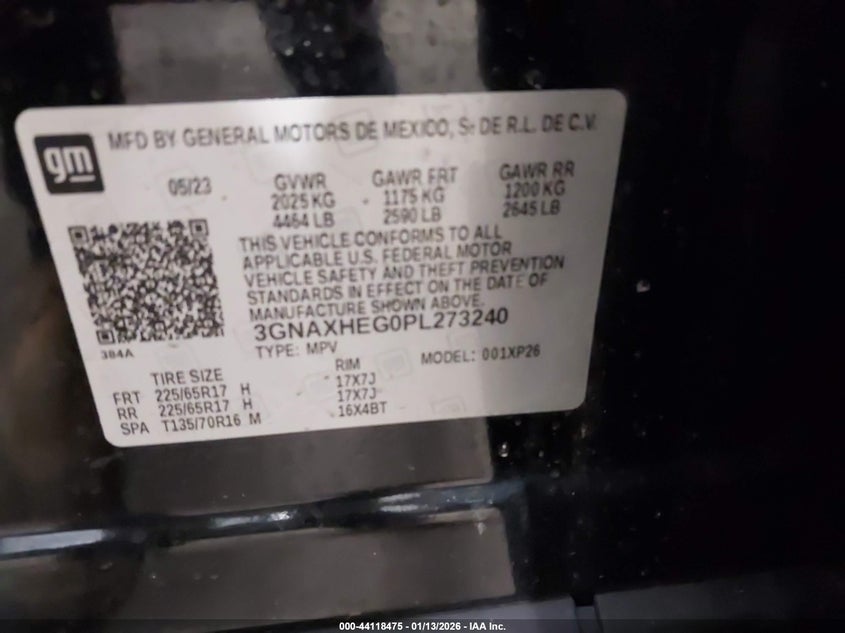 gm
MFD BY GENERAL MOTORS DE MEXICO, S. DE R.L. DE C.V.
05/23 GVWR GAWR FRT GAWR RR
2025 KG 1175 KG 1200 KG
4464 LB 2590 LB 2645 LB
THIS VEHICLE CONFORMS TO ALL
APPLICABLE U.S. FEDERAL MOTOR
VEHICLE SAFETY AND THEFT PREVENTION
STANDARDS IN EFFECT ON THE DATE OF
MANUFACTURE SHOWN ABOVE.
3GNAXHEG0PL273240
384A
TYPE: MPV MODEL: 001XP26
TIRE SIZE RIM
FRT 225/65R17 H 17X7J
RR 225/65R17 H 17X7J
SPA T135/70R16 M 16X4BT
000-44118475 - 01/13/2026 - IAA Inc.